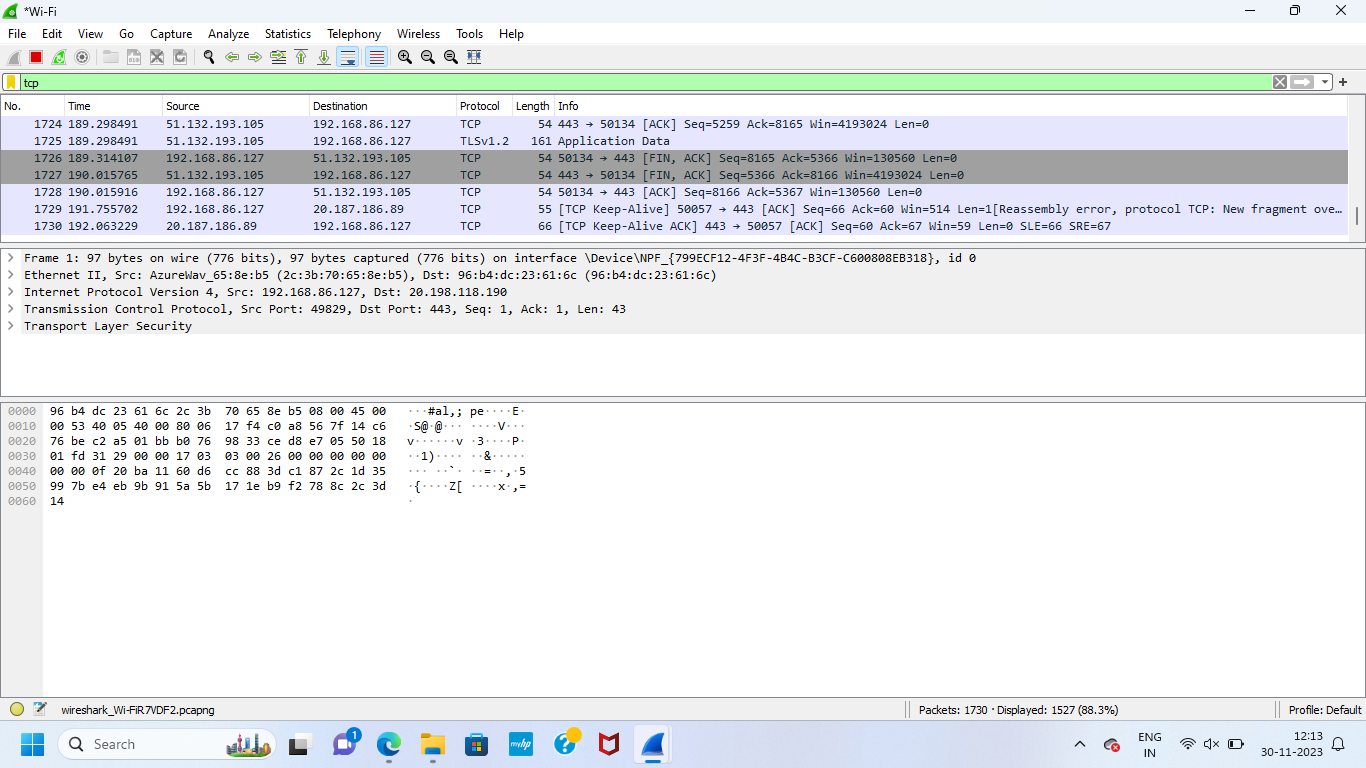 *Wi-Fi
File Edit View Go Capture Analyze Statistics Telephony Wireless Tools Help
tcp
No. Time Source Destination Protocol Length Info
1724 189.298491 51.132.193.105 192.168.86.127 TCP 54 443 → 50134 [ACK] Seq=5259 Ack=8165 Win=4193024 Len=0
1725 189.298491 51.132.193.105 192.168.86.127 TLSv1.2 161 Application Data
1726 189.314107 192.168.86.127 51.132.193.105 TCP 54 50134 → 443 [FIN, ACK] Seq=8165 Ack=5366 Win=130560 Len=0
1727 190.015765 51.132.193.105 192.168.86.127 TCP 54 443 → 50134 [FIN, ACK] Seq=5366 Ack=8166 Win=4193024 Len=0
1728 190.015916 192.168.86.127 51.132.193.105 TCP 54 50134 → 443 [ACK] Seq=8166 Ack=5367 Win=130560 Len=0
1729 191.755702 192.168.86.127 20.187.186.89 TCP 55 [TCP Keep-Alive] 50057 → 443 [ACK] Seq=66 Ack=60 Win=514 Len=1[Reassembly error, protocol TCP: New fragment ove…
1730 192.063229 20.187.186.89 192.168.86.127 TCP 66 [TCP Keep-Alive ACK] 443 → 50057 [ACK] Seq=60 Ack=67 Win=59 Len=0 SLE=66 SRE=67
Frame 1: 97 bytes on wire (776 bits), 97 bytes captured (776 bits) on interface \Device\NPF_{799ECF12-4F3F-4B4C-B3CF-C600808EB318}, id 0
Ethernet II, Src: AzureWav_65:8e:b5 (2c:3b:70:65:8e:b5), Dst: 96:b4:dc:23:61:6c (96:b4:dc:23:61:6c)
Internet Protocol Version 4, Src: 192.168.86.127, Dst: 20.198.118.190
Transmission Control Protocol, Src Port: 49829, Dst Port: 443, Seq: 1, Ack: 1, Len: 43
Transport Layer Security
0000 96 b4 dc 23 61 6c 2c 3b 70 65 8e b5 08 00 45 00 ···#al,; pe····E·
0010 00 53 40 05 40 00 80 06 17 f4 c0 a8 56 7f 14 c6 ·S@·@··· ····V···
0020 76 be c2 a5 01 bb b0 76 98 33 ce d8 e7 05 50 18 v······v ·3····P·
0030 01 fd 31 29 00 00 17 03 03 00 26 00 00 00 00 00 ··1)···· ··&·····
0040 00 00 0f 20 ba 11 60 d6 cc 88 3d c1 87 2c 1d 35 ··· ··`· ··=··,·5
0050 99 7b e4 eb 9b 91 5a 5b 17 1e b9 f2 78 8c 2c 3d ·{····Z[ ····x·,=
0060 14 ·
wireshark_Wi-FiR7VDF2.pcapng Packets: 1730 · Displayed: 1527 (88.3%) Profile: Default
Search 1 myhp ENG IN 12:13 30-11-2023